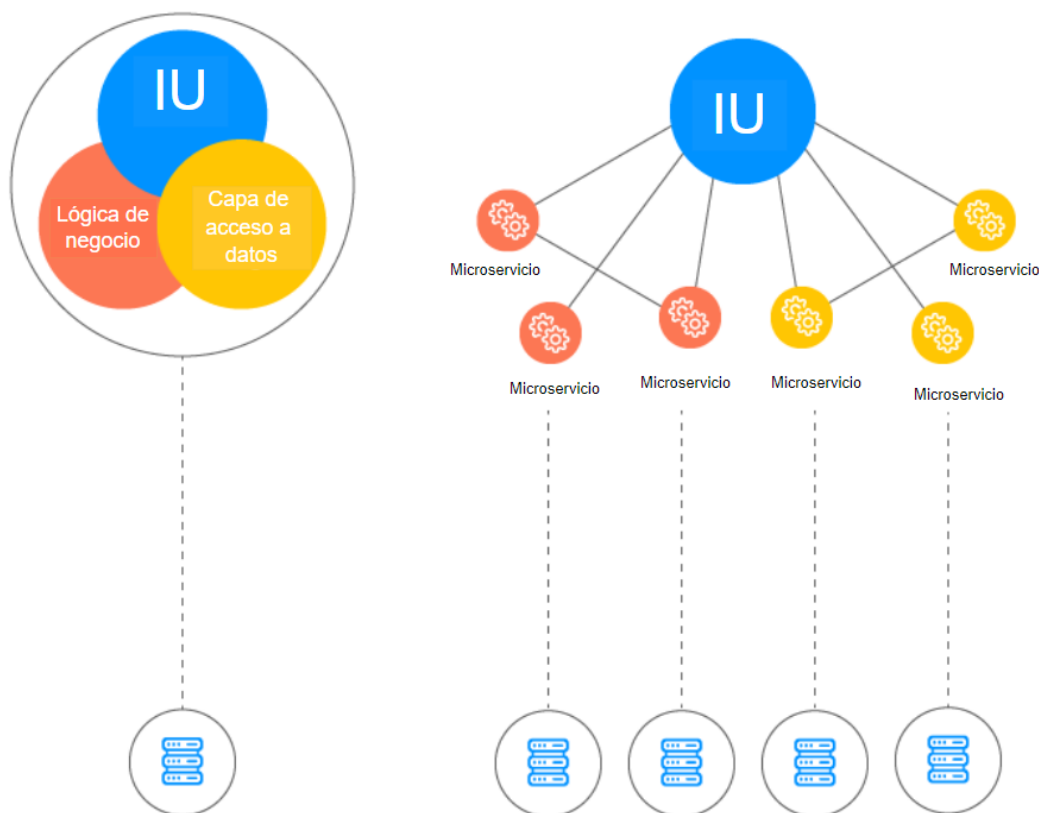 IU
Lógica de
negocio
Capa de
acceso a
datos
IU
Microservicio
Microservicio
Microservicio
Microservicio
Microservicio
Microservicio